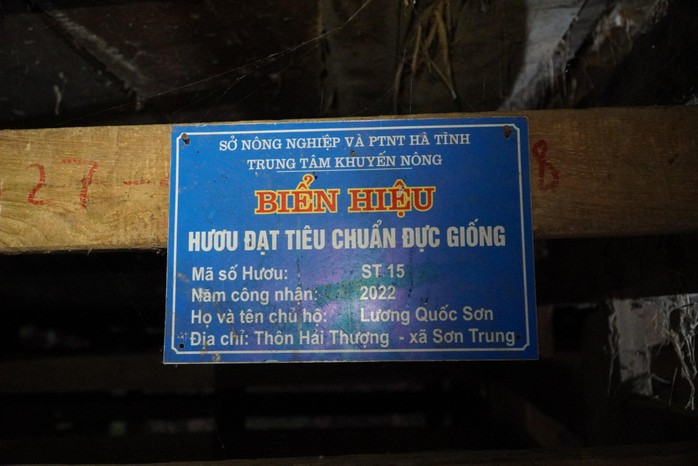 SỞ NÔNG NGHIỆP VÀ PTNT HÀ TĨNH
TRUNG TÂM KHUYẾN NÔNG
BIỂN HIỆU
HƯƠU ĐẠT TIÊU CHUẨN ĐỰC GIỐNG
Mã số Hươu: ST 15
Năm công nhận: 2022
Họ và tên chủ hộ: Lương Quốc Sơn
Địa chỉ: Thôn Hải Thượng - xã Sơn Trung
27 8